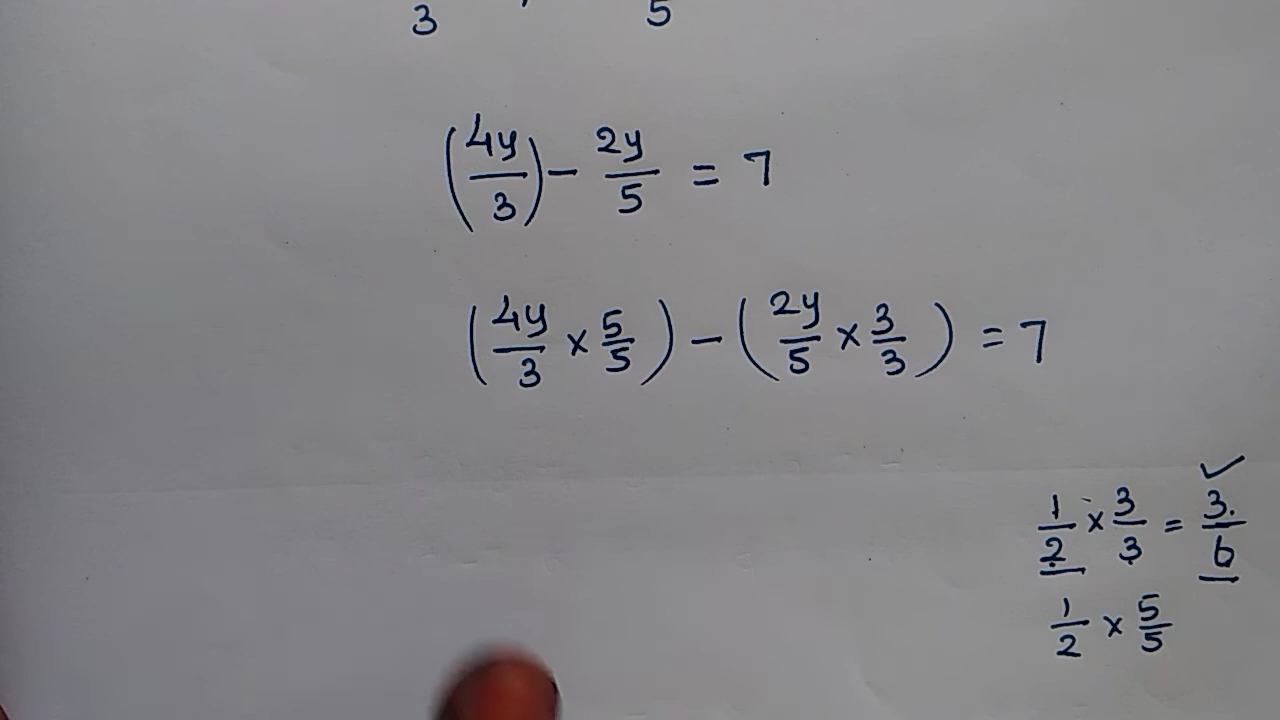 3 5
(4y/3) - 2y/5 = 7
(4y/3 × 5/5) - (2y/5 × 3/3) = 7
✓
1/2 × 3/3 = 3/6
1/2 × 5/5